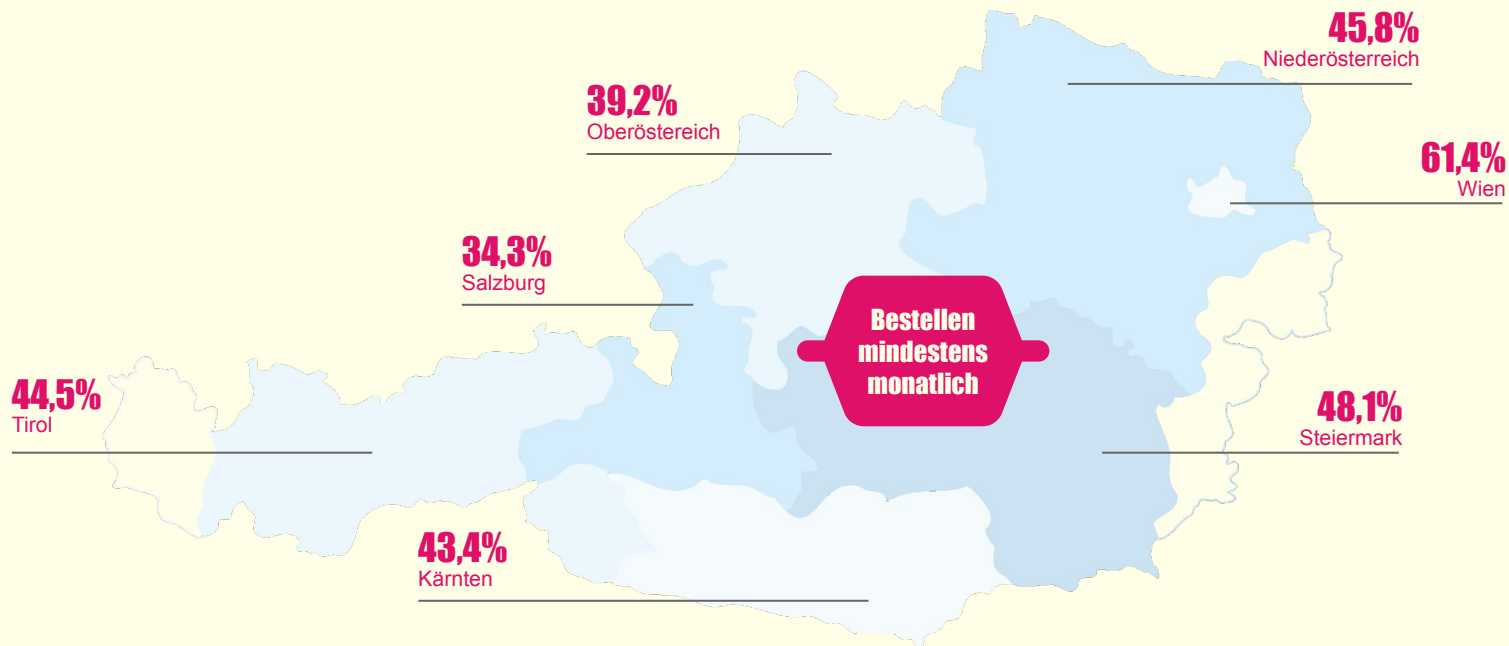 45,8%
Niederösterreich
39,2%
Oberöstereich
61,4%
Wien
34,3%
Salzburg
Bestellen
mindestens
monatlich
44,5%
Tirol
48,1%
Steiermark
43,4%
Kärnten